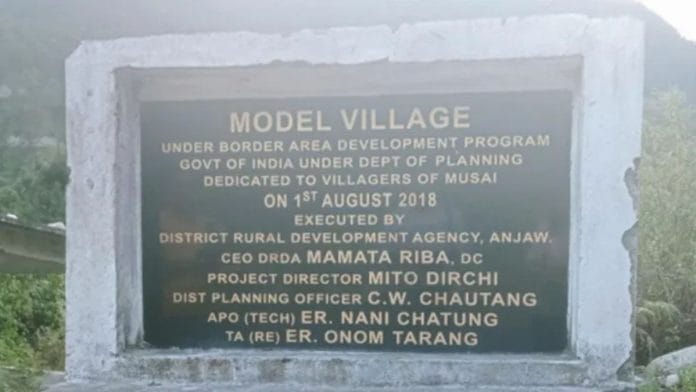 MODEL VILLAGE
UNDER BORDER AREA DEVELOPMENT PROGRAM
GOVT OF INDIA UNDER DEPT OF PLANNING
DEDICATED TO VILLAGERS OF MUSAI
ON 1ST AUGUST 2018
EXECUTED BY
DISTRICT RURAL DEVELOPMENT AGENCY, ANJAW.
CEO DRDA MAMATA RIBA, DC
PROJECT DIRECTOR MITO DIRCHI
DIST PLANNING OFFICER C.W. CHAUTANG
APO (TECH) ER. NANI CHATUNG
TA (RE) ER. ONOM TARANG